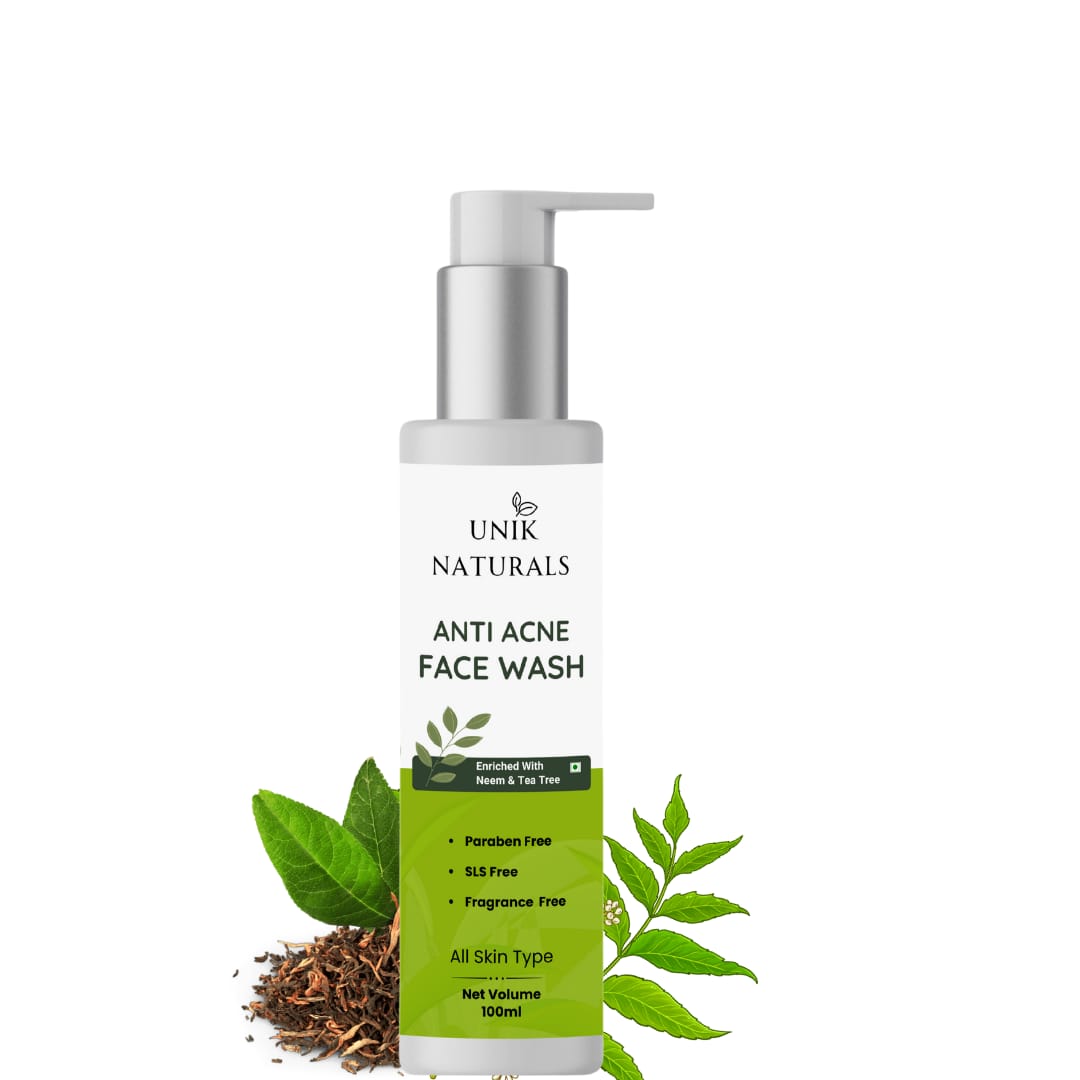 UNIK
NATURALS
ANTI ACNE
FACE WASH
Enriched With
Neem & Tea Tree
• Paraben Free
• SLS Free
• Fragrance Free
All Skin Type
Net Volume
100ml